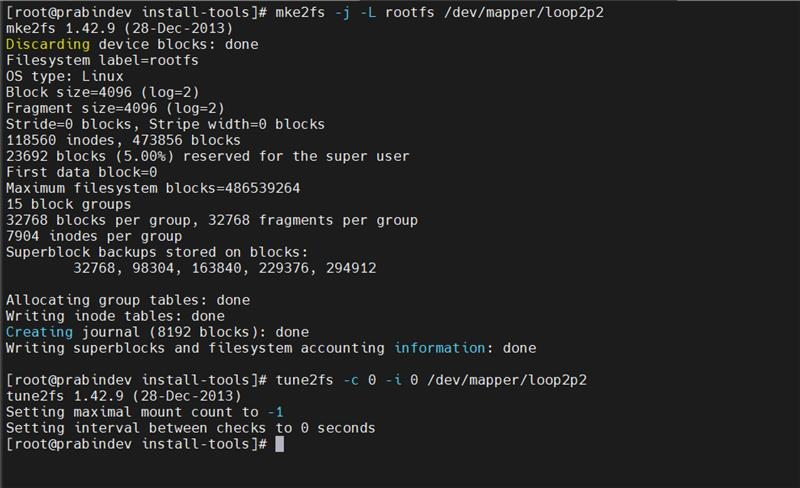 [root@prabindev install-tools]# mke2fs -j -L rootfs /dev/mapper/loop2p2
mke2fs 1.42.9 (28-Dec-2013)
Discarding device blocks: done
Filesystem label=rootfs
OS type: Linux
Block size=4096 (log=2)
Fragment size=4096 (log=2)
Stride=0 blocks, Stripe width=0 blocks
118560 inodes, 473856 blocks
23692 blocks (5.00%) reserved for the super user
First data block=0
Maximum filesystem blocks=486539264
15 block groups
32768 blocks per group, 32768 fragments per group
7904 inodes per group
Superblock backups stored on blocks:
        32768, 98304, 163840, 229376, 294912

Allocating group tables: done
Writing inode tables: done
Creating journal (8192 blocks): done
Writing superblocks and filesystem accounting information: done

[root@prabindev install-tools]# tune2fs -c 0 -i 0 /dev/mapper/loop2p2
tune2fs 1.42.9 (28-Dec-2013)
Setting maximal mount count to -1
Setting interval between checks to 0 seconds
[root@prabindev install-tools]#